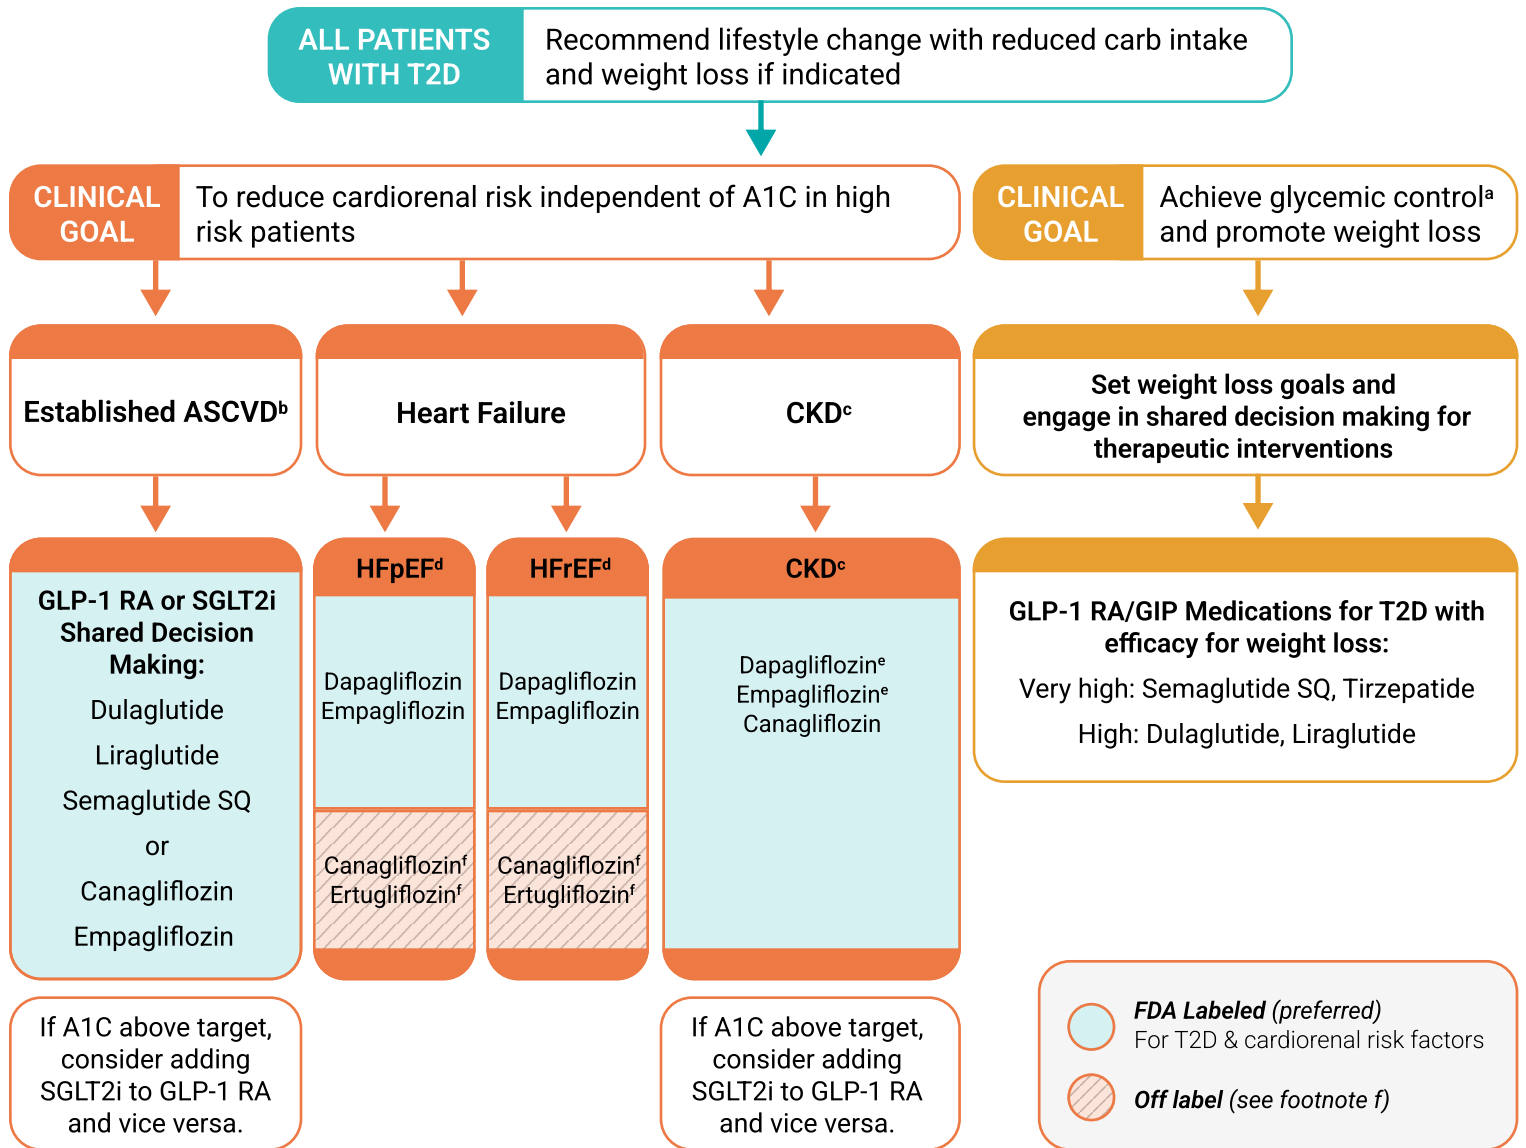 ALL PATIENTS
WITH T2D
Recommend lifestyle change with reduced carb intake
and weight loss if indicated
CLINICAL
GOAL
To reduce cardiorenal risk independent of A1C in high
risk patients
CLINICAL
GOAL
Achieve glycemic controlᵃ
and promote weight loss
Established ASCVDᵇ
Heart Failure
CKDᶜ
Set weight loss goals and
engage in shared decision making for
therapeutic interventions
GLP-1 RA or SGLT2i
Shared Decision
Making:
Dulaglutide
Liraglutide
Semaglutide SQ
or
Canagliflozin
Empagliflozin
HFpEFᵈ
Dapagliflozin
Empagliflozin
Canagliflozinᶠ
Ertugliflozinᶠ
HFrEFᵈ
Dapagliflozin
Empagliflozin
Canagliflozinᶠ
Ertugliflozinᶠ
CKDᶜ
Dapagliflozinᵉ
Empagliflozinᵉ
Canagliflozin
GLP-1 RA/GIP Medications for T2D with
efficacy for weight loss:
Very high: Semaglutide SQ, Tirzepatide
High: Dulaglutide, Liraglutide
If A1C above target,
consider adding
SGLT2i to GLP-1 RA
and vice versa.
If A1C above target,
consider adding
SGLT2i to GLP-1 RA
and vice versa.
FDA Labeled (preferred)
For T2D & cardiorenal risk factors
Off label (see footnote f)